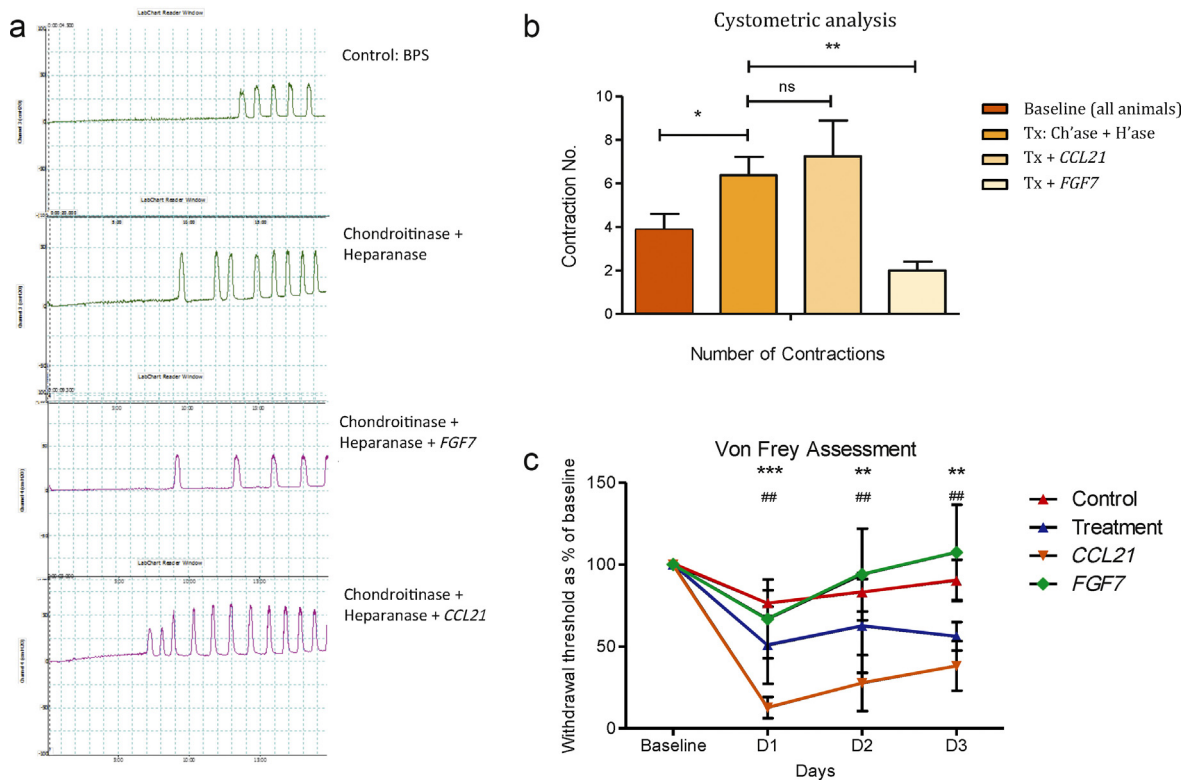 a
LabChart Reader Window
Control: BPS
LabChart Reader Window
Chondroitinase +
Heparanase
LabChart Reader Window
Chondroitinase +
Heparanase + FGF7
LabChart Reader Window
Chondroitinase +
Heparanase + CCL21
b
Cystometric analysis
**
ns
*
10
8
6
4
2
0
Contraction No.
Number of Contractions
Baseline (all animals)
Tx: Ch'ase + H'ase
Tx + CCL21
Tx + FGF7
c
Von Frey Assessment
*** ** **
## ## ##
150
100
50
0
Withdrawal threshold as % of baseline
Baseline D1 D2 D3
Days
Control
Treatment
CCL21
FGF7